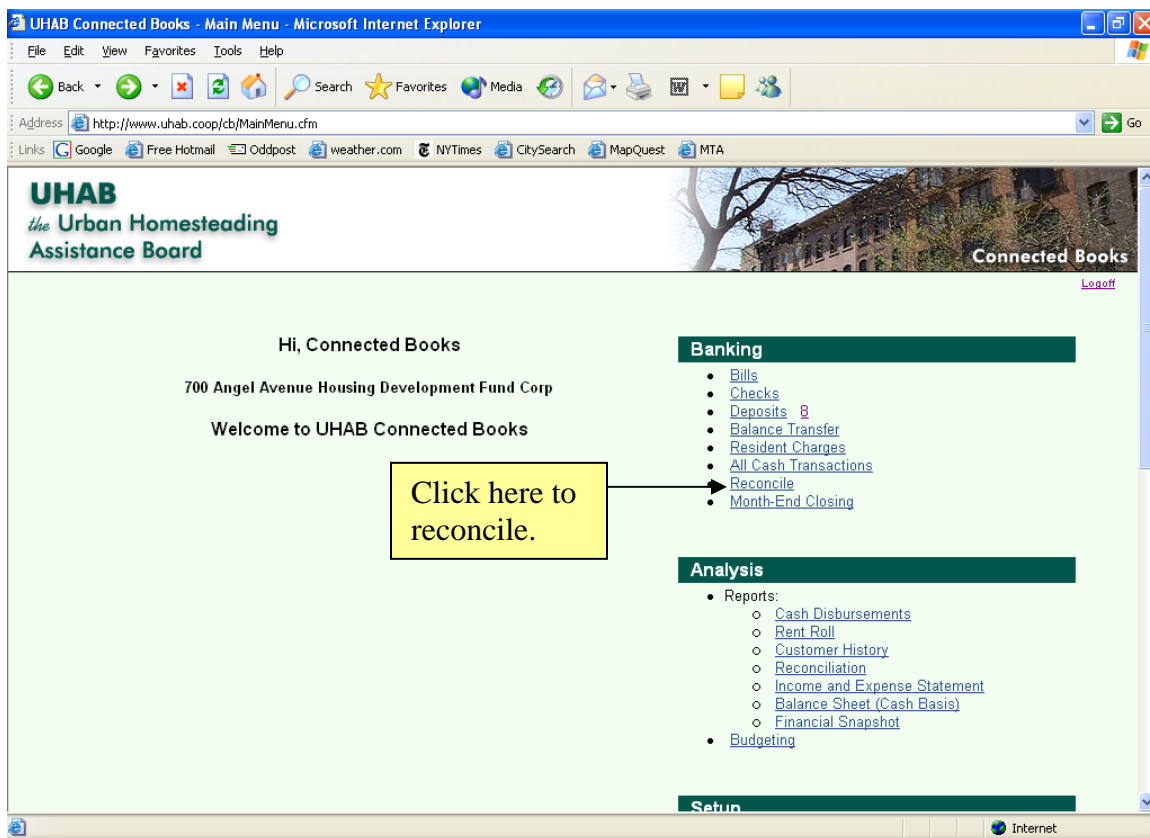 UHAB Connected Books - Main Menu - Microsoft Internet Explorer
File Edit View Favorites Tools Help
Back Search Favorites Media
Address http://www.uhab.coop/cb/MainMenu.cfm Go
Links Google Free Hotmail Oddpost weather.com NYTimes CitySearch MapQuest MTA
UHAB
the Urban Homesteading
Assistance Board
Connected Books
Logoff
Hi, Connected Books
700 Angel Avenue Housing Development Fund Corp
Welcome to UHAB Connected Books
Click here to
reconcile.
Banking
Bills
Checks
Deposits 8
Balance Transfer
Resident Charges
All Cash Transactions
Reconcile
Month-End Closing
Analysis
Reports:
Cash Disbursements
Rent Roll
Customer History
Reconciliation
Income and Expense Statement
Balance Sheet (Cash Basis)
Financial Snapshot
Budgeting
Setup
Internet